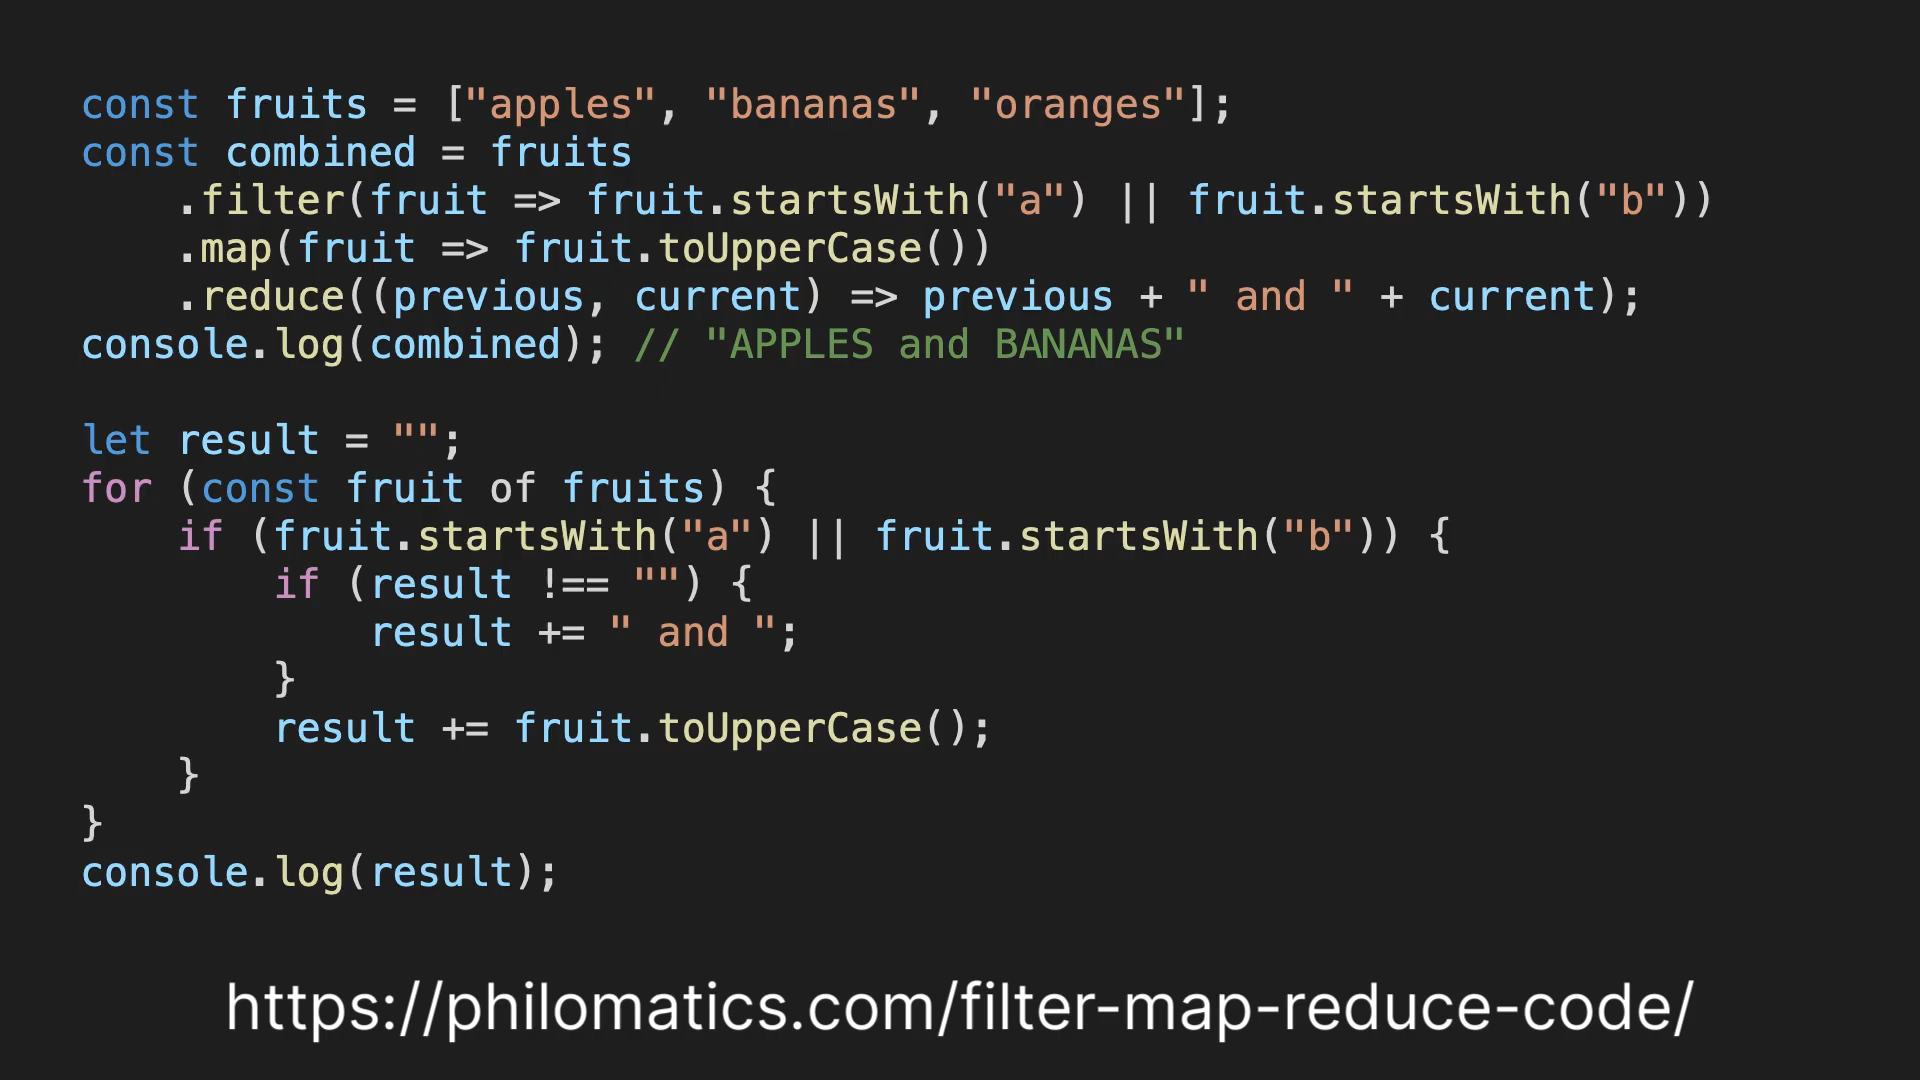 const fruits = ["apples", "bananas", "oranges"];
const combined = fruits
    .filter(fruit => fruit.startsWith("a") || fruit.startsWith("b"))
    .map(fruit => fruit.toUpperCase())
    .reduce((previous, current) => previous + " and " + current);
console.log(combined); // "APPLES and BANANAS"

let result = "";
for (const fruit of fruits) {
    if (fruit.startsWith("a") || fruit.startsWith("b")) {
        if (result !== "") {
            result += " and ";
        }
        result += fruit.toUpperCase();
    }
}
console.log(result);

https://philomatics.com/filter-map-reduce-code/